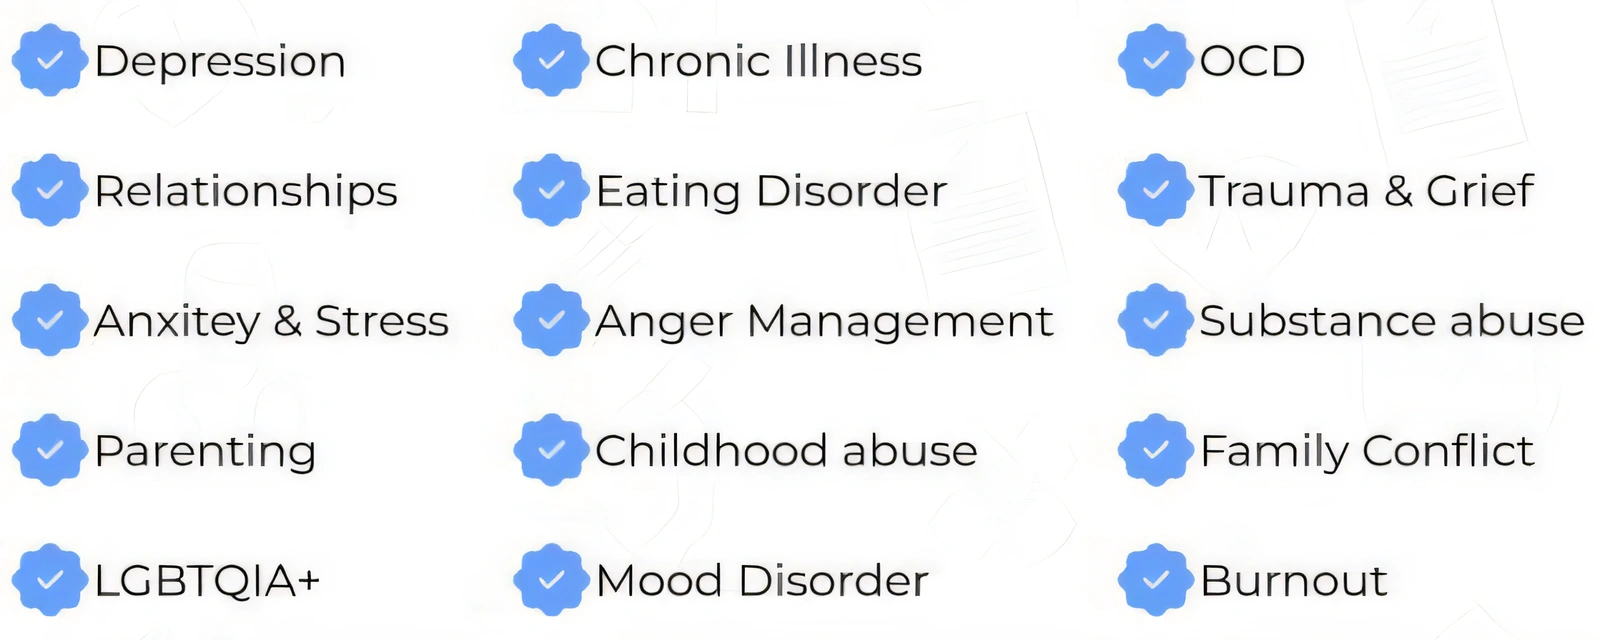 Depression
Chronic Illness
OCD
Relationships
Eating Disorder
Trauma & Grief
Anxitey & Stress
Anger Management
Substance abuse
Parenting
Childhood abuse
Family Conflict
LGBTQIA+
Mood Disorder
Burnout